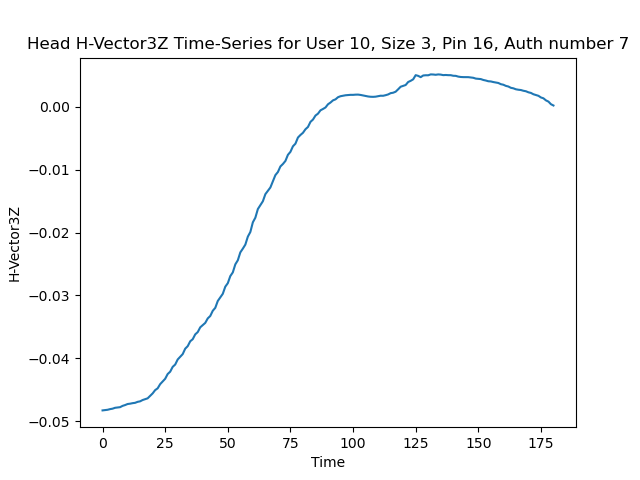 Head H-Vector3Z Time-Series for User 10, Size 3, Pin 16, Auth number 7
H-Vector3Z
0.00
−0.01
−0.02
−0.03
−0.04
−0.05
0 25 50 75 100 125 150 175
Time